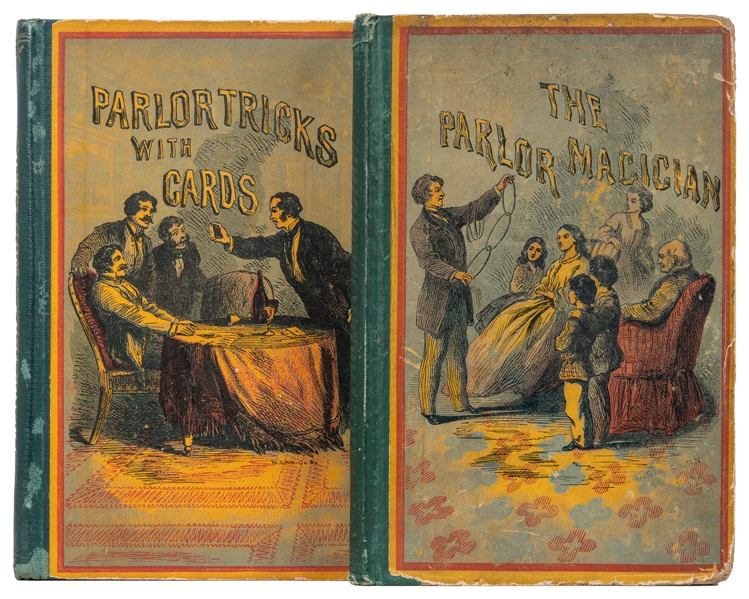 PARLOR TRICKS
WITH
CARDS
THE
PARLOR MAGICIAN